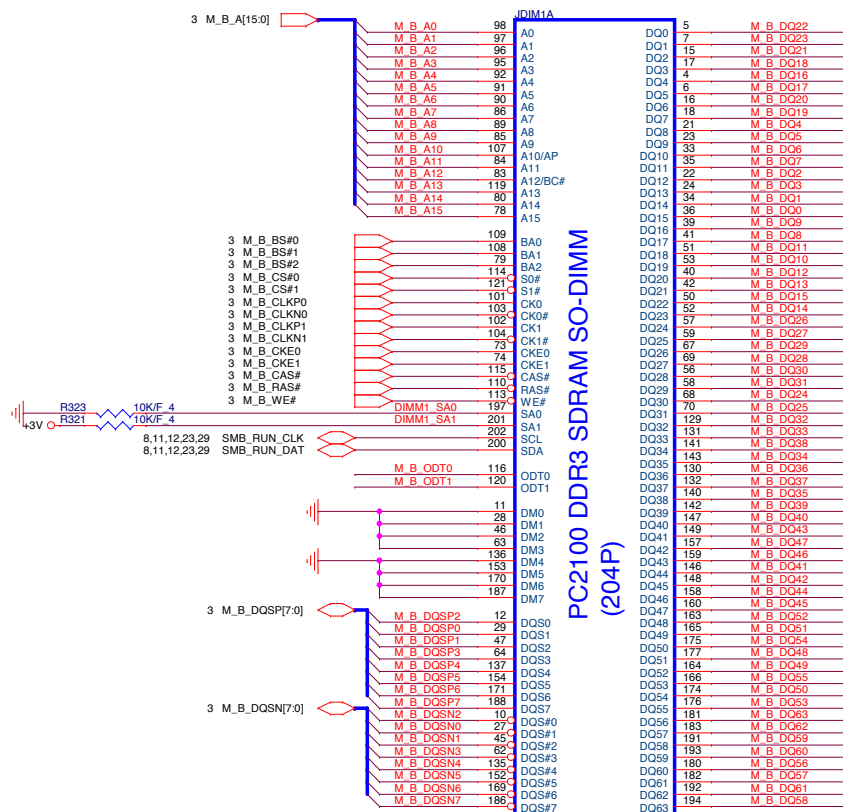 JDIM1A
3 M_B_A[15:0]
M_B_A0 98 A0
M_B_A1 97 A1
M_B_A2 96 A2
M_B_A3 95 A3
M_B_A4 92 A4
M_B_A5 91 A5
M_B_A6 90 A6
M_B_A7 86 A7
M_B_A8 89 A8
M_B_A9 85 A9
M_B_A10 107 A10/AP
M_B_A11 84 A11
M_B_A12 83 A12/BC#
M_B_A13 119 A13
M_B_A14 80 A14
M_B_A15 78 A15
3 M_B_BS#0 109 BA0
3 M_B_BS#1 108 BA1
3 M_B_BS#2 79 BA2
3 M_B_CS#0 114 S0#
3 M_B_CS#1 121 S1#
3 M_B_CLKP0 101 CK0
3 M_B_CLKN0 103 CK0#
3 M_B_CLKP1 102 CK1
3 M_B_CLKN1 104 CK1#
3 M_B_CKE0 73 CKE0
3 M_B_CKE1 74 CKE1
3 M_B_CAS# 115 CAS#
3 M_B_RAS# 110 RAS#
3 M_B_WE# 113 WE#
R323 10K/F_4 DIMM1_SA0 197 SA0
+3V R321 10K/F_4 DIMM1_SA1 201 SA1
8,11,12,23,29 SMB_RUN_CLK 202 SCL
8,11,12,23,29 SMB_RUN_DAT 200 SDA
M_B_ODT0 116 ODT0
M_B_ODT1 120 ODT1
11 DM0
28 DM1
46 DM2
63 DM3
136 DM4
153 DM5
170 DM6
187 DM7
3 M_B_DQSP[7:0]
M_B_DQSP2 12 DQS0
M_B_DQSP0 29 DQS1
M_B_DQSP1 47 DQS2
M_B_DQSP3 64 DQS3
M_B_DQSP4 137 DQS4
M_B_DQSP5 154 DQS5
M_B_DQSP6 171 DQS6
M_B_DQSP7 188 DQS7
3 M_B_DQSN[7:0]
M_B_DQSN2 10 DQS#0
M_B_DQSN0 27 DQS#1
M_B_DQSN1 45 DQS#2
M_B_DQSN3 62 DQS#3
M_B_DQSN4 135 DQS#4
M_B_DQSN5 152 DQS#5
M_B_DQSN6 169 DQS#6
M_B_DQSN7 186 DQS#7
PC2100 DDR3 SDRAM SO-DIMM
(204P)
DQ0 5 M_B_DQ22
DQ1 7 M_B_DQ23
DQ2 15 M_B_DQ21
DQ3 17 M_B_DQ18
DQ4 4 M_B_DQ16
DQ5 6 M_B_DQ17
DQ6 16 M_B_DQ20
DQ7 18 M_B_DQ19
DQ8 21 M_B_DQ4
DQ9 23 M_B_DQ5
DQ10 33 M_B_DQ6
DQ11 35 M_B_DQ7
DQ12 22 M_B_DQ2
DQ13 24 M_B_DQ3
DQ14 34 M_B_DQ1
DQ15 36 M_B_DQ0
DQ16 39 M_B_DQ9
DQ17 41 M_B_DQ8
DQ18 51 M_B_DQ11
DQ19 53 M_B_DQ10
DQ20 40 M_B_DQ12
DQ21 42 M_B_DQ13
DQ22 50 M_B_DQ15
DQ23 52 M_B_DQ14
DQ24 57 M_B_DQ26
DQ25 59 M_B_DQ27
DQ26 67 M_B_DQ29
DQ27 69 M_B_DQ28
DQ28 56 M_B_DQ30
DQ29 58 M_B_DQ31
DQ30 68 M_B_DQ24
DQ31 70 M_B_DQ25
DQ32 129 M_B_DQ32
DQ33 131 M_B_DQ33
DQ34 141 M_B_DQ38
DQ35 143 M_B_DQ34
DQ36 130 M_B_DQ36
DQ37 132 M_B_DQ37
DQ38 140 M_B_DQ35
DQ39 142 M_B_DQ39
DQ40 147 M_B_DQ40
DQ41 149 M_B_DQ43
DQ42 157 M_B_DQ47
DQ43 159 M_B_DQ46
DQ44 146 M_B_DQ41
DQ45 148 M_B_DQ42
DQ46 158 M_B_DQ44
DQ47 160 M_B_DQ45
DQ48 163 M_B_DQ52
DQ49 165 M_B_DQ51
DQ50 175 M_B_DQ54
DQ51 177 M_B_DQ48
DQ52 164 M_B_DQ49
DQ53 166 M_B_DQ55
DQ54 174 M_B_DQ50
DQ55 176 M_B_DQ53
DQ56 181 M_B_DQ63
DQ57 183 M_B_DQ62
DQ58 191 M_B_DQ59
DQ59 193 M_B_DQ60
DQ60 180 M_B_DQ56
DQ61 182 M_B_DQ57
DQ62 192 M_B_DQ61
DQ63 194 M_B_DQ58